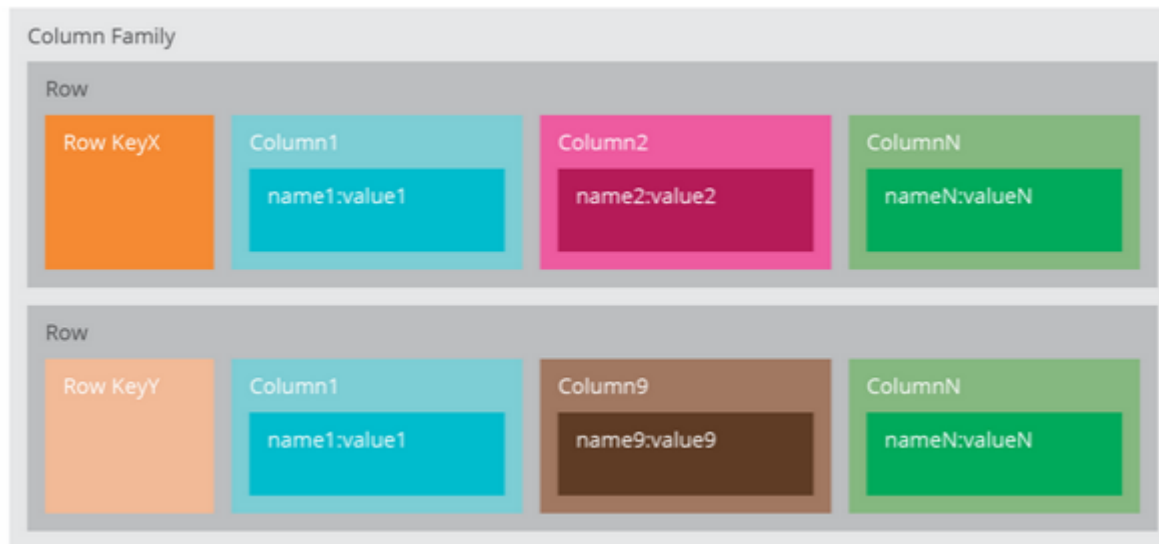 Column Family
Row
Row KeyX
Column1
name1:value1
Column2
name2:value2
ColumnN
nameN:valueN
Row
Row KeyY
Column1
name1:value1
Column9
name9:value9
ColumnN
nameN:valueN